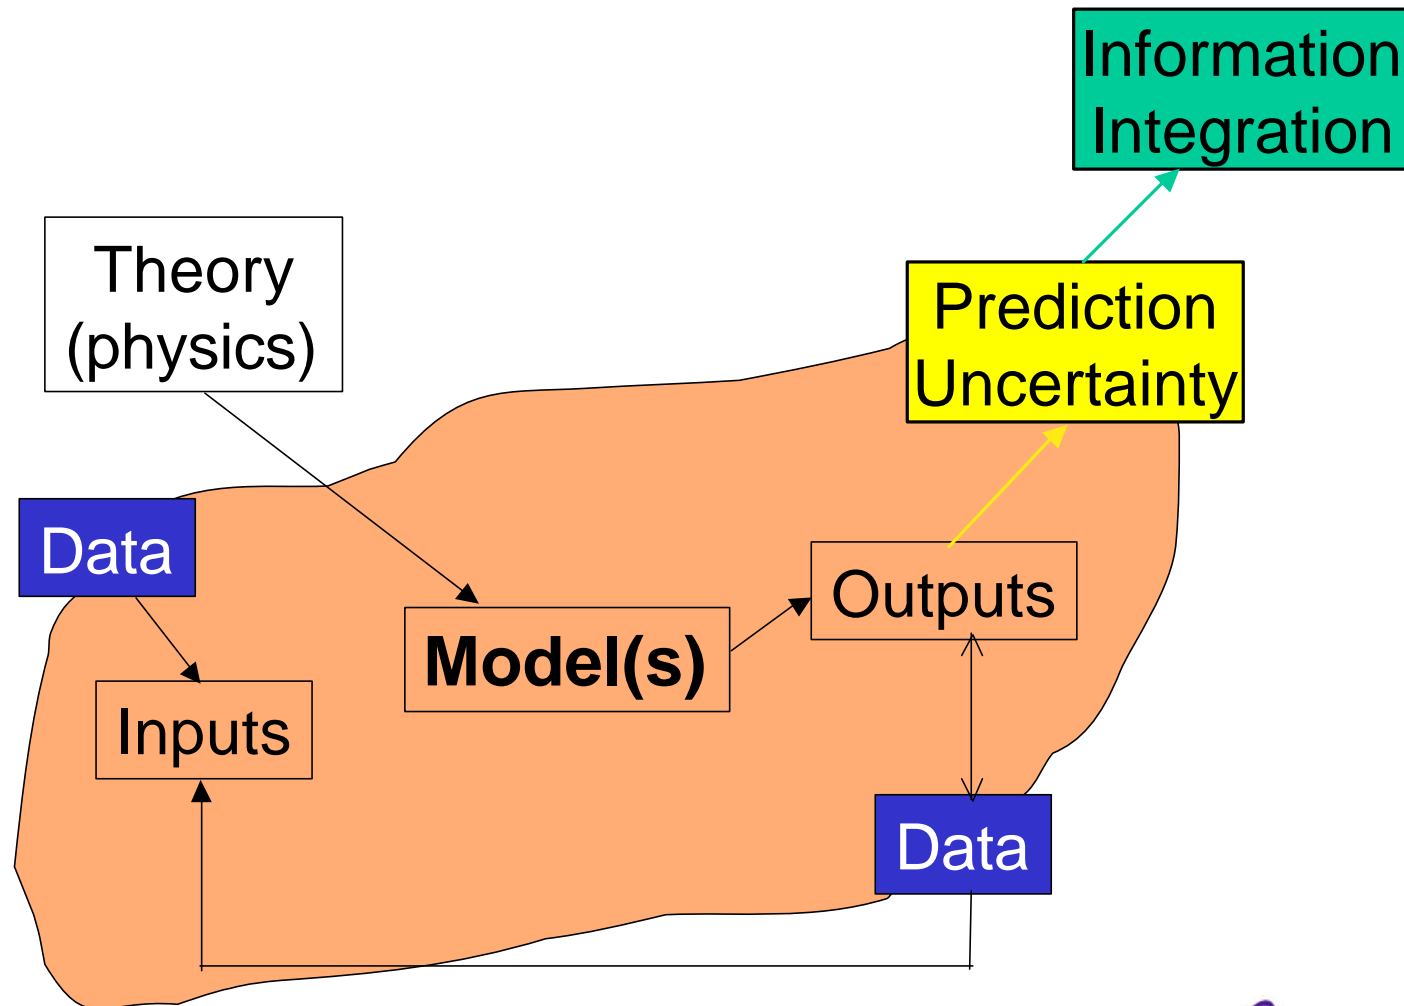 Information
Integration
Theory
(physics)
Prediction
Uncertainty
Data
Outputs
Model(s)
Inputs
Data